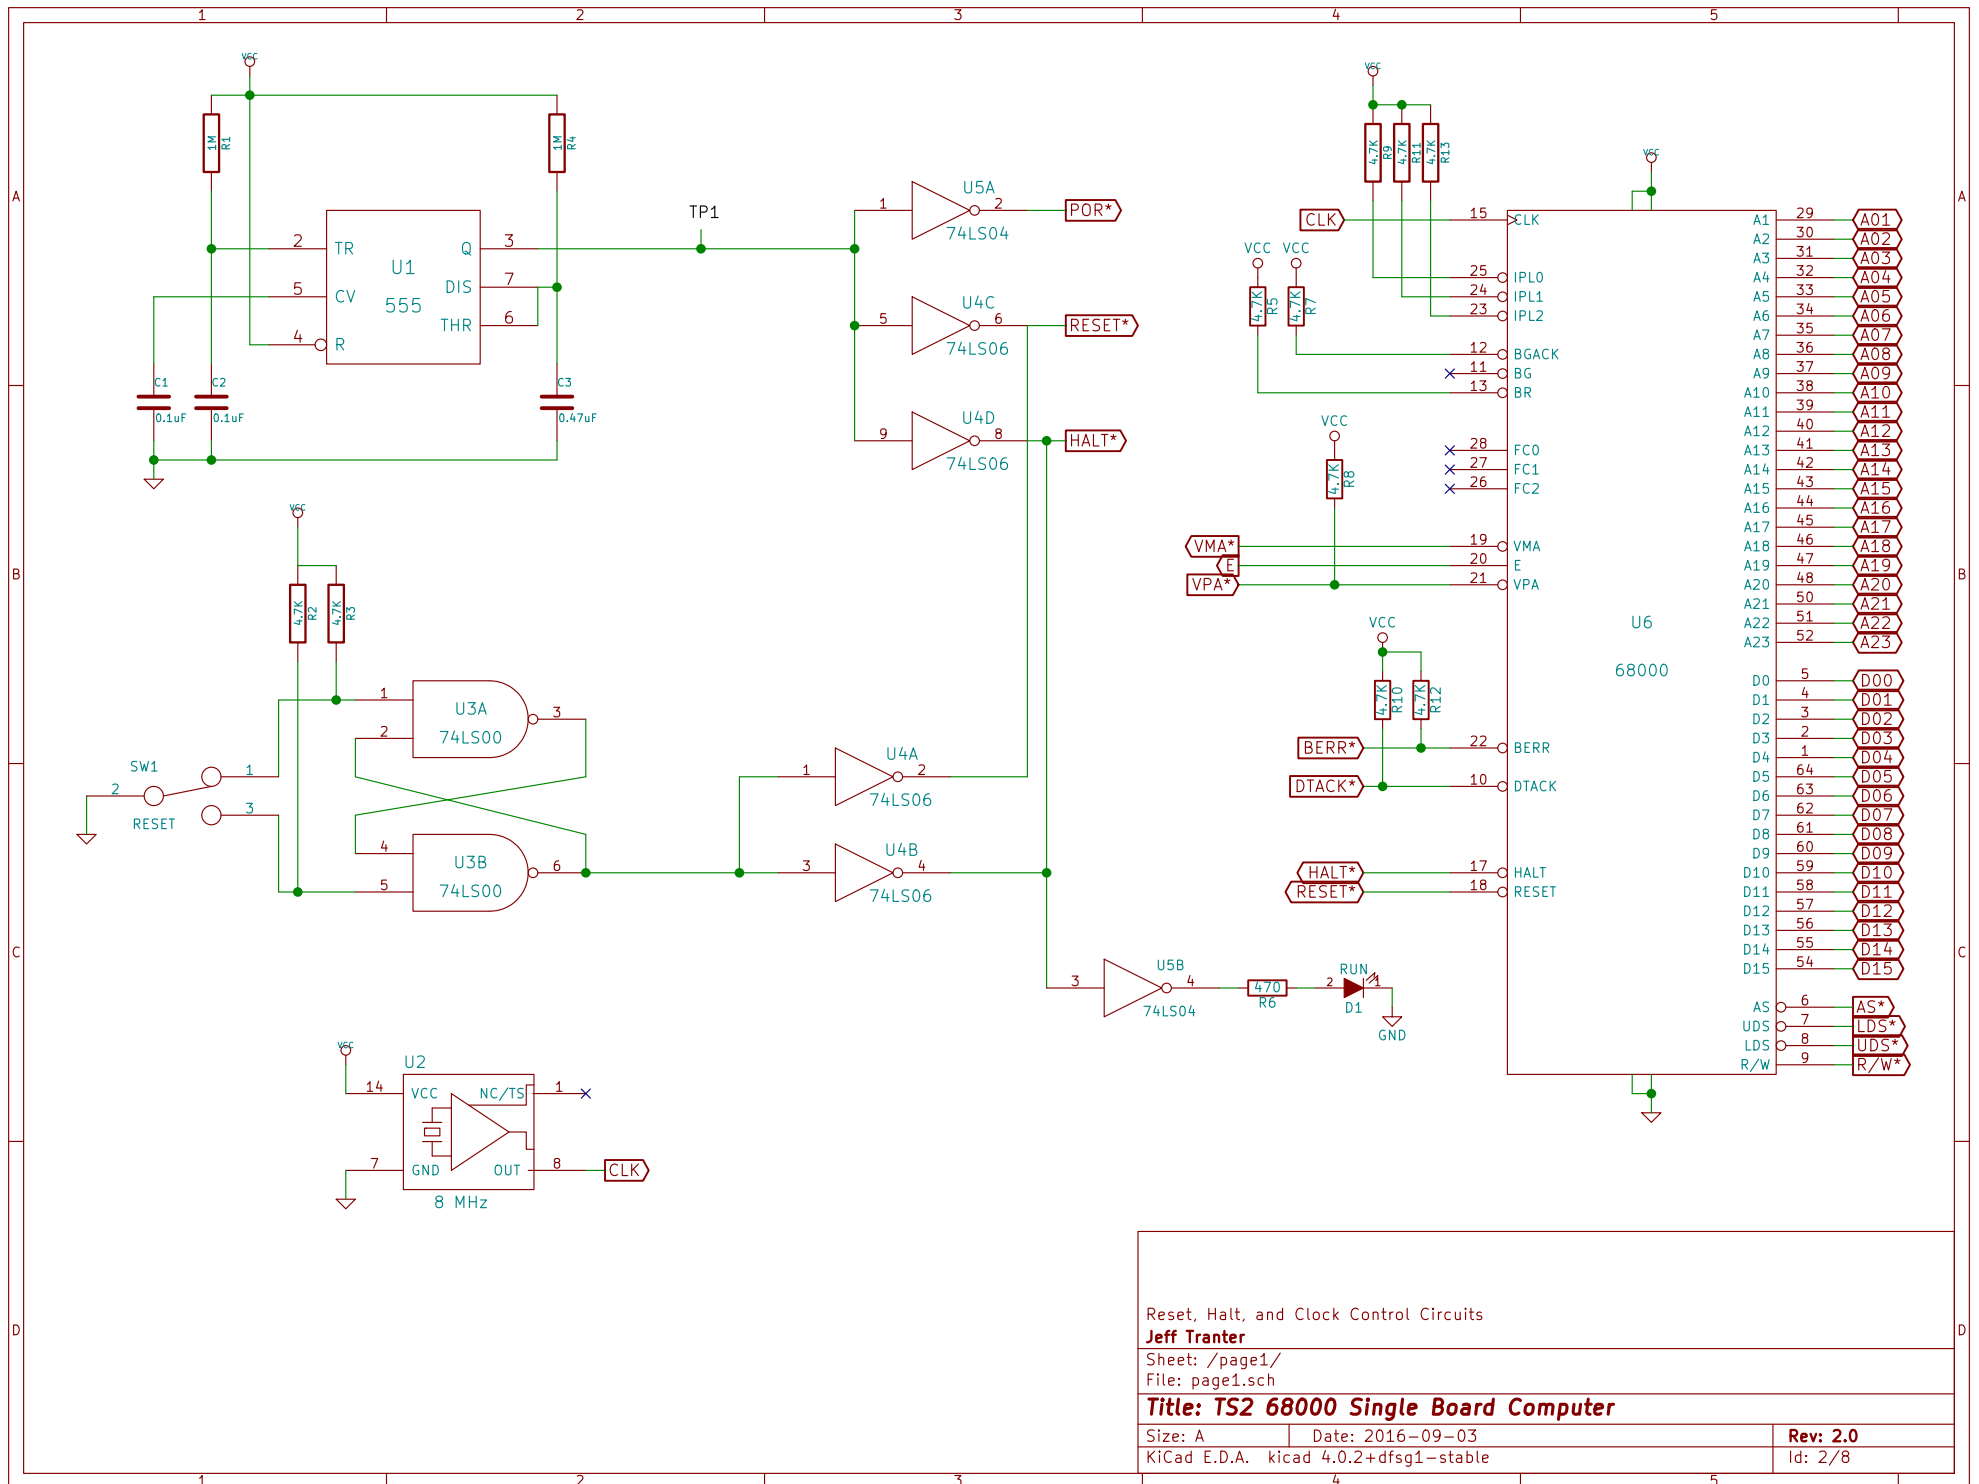 1 2 3 4 5
A
B
C
D
A
B
C
D
1 2 3 4 5
VCC
1M R1
1M R4
2 TR
5 CV
4 R
U1
555
Q 3
DIS 7
THR 6
C1 0.1uF
C2 0.1uF
C3 0.47uF
TP1
1 U5A 2
74LS04
POR*
5 U4C 6
74LS06
RESET*
9 U4D 8
74LS06
HALT*
VCC
4.7K R2
4.7K R3
1 U3A 3
2 74LS00
SW1
2 1
3
RESET
4 U3B 6
5 74LS00
1 U4A 2
74LS06
3 U4B 4
74LS06
3 U5B 4
74LS04
470
R6
RUN
2 1
D1
GND
VCC
U2
14 VCC NC/TS 1
7 GND OUT 8
8 MHz
CLK
VCC
4.7K R9
4.7K R11
4.7K R13
VCC
CLK 15 CLK
VCC VCC
4.7K R5
4.7K R7
25 IPL0
24 IPL1
23 IPL2
12 BGACK
11 BG
13 BR
VCC
4.7K R8
28 FC0
27 FC1
26 FC2
VMA* 19 VMA
E 20 E
VPA* 21 VPA
VCC
4.7K R10
4.7K R12
BERR* 22 BERR
DTACK* 10 DTACK
HALT* 17 HALT
RESET* 18 RESET
U6
68000
A1 29 A01
A2 30 A02
A3 31 A03
A4 32 A04
A5 33 A05
A6 34 A06
A7 35 A07
A8 36 A08
A9 37 A09
A10 38 A10
A11 39 A11
A12 40 A12
A13 41 A13
A14 42 A14
A15 43 A15
A16 44 A16
A17 45 A17
A18 46 A18
A19 47 A19
A20 48 A20
A21 50 A21
A22 51 A22
A23 52 A23
D0 5 D00
D1 4 D01
D2 3 D02
D3 2 D03
D4 1 D04
D5 64 D05
D6 63 D06
D7 62 D07
D8 61 D08
D9 60 D09
D10 59 D10
D11 58 D11
D12 57 D12
D13 56 D13
D14 55 D14
D15 54 D15
AS 6 AS*
UDS 7 LDS*
LDS 8 UDS*
R/W 9 R/W*
Reset, Halt, and Clock Control Circuits
Jeff Tranter
Sheet: /page1/
File: page1.sch
Title: TS2 68000 Single Board Computer
Size: A Date: 2016-09-03 Rev: 2.0
KiCad E.D.A. kicad 4.0.2+dfsg1-stable Id: 2/8